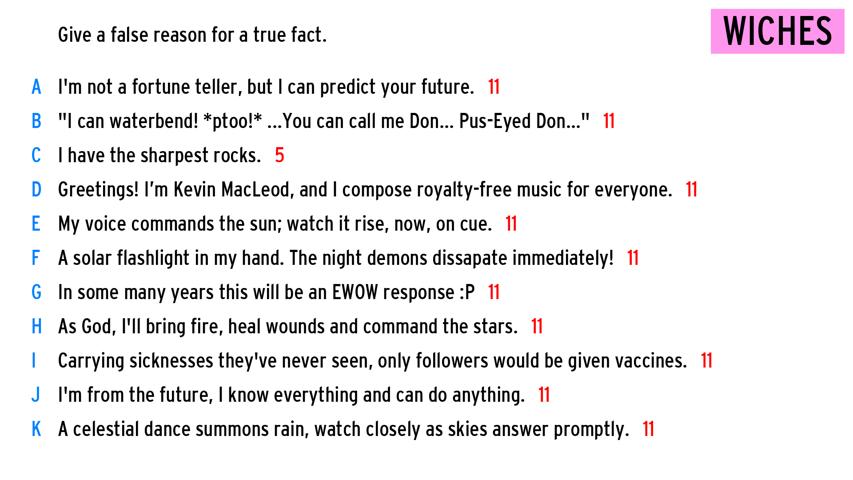 Give a false reason for a true fact.
WICHES
A I'm not a fortune teller, but I can predict your future. 11
B "I can waterbend! *ptoo!* ...You can call me Don... Pus-Eyed Don..." 11
C I have the sharpest rocks. 5
D Greetings! I’m Kevin MacLeod, and I compose royalty-free music for everyone. 11
E My voice commands the sun; watch it rise, now, on cue. 11
F A solar flashlight in my hand. The night demons dissapate immediately! 11
G In some many years this will be an EWOW response :P 11
H As God, I'll bring fire, heal wounds and command the stars. 11
I Carrying sicknesses they've never seen, only followers would be given vaccines. 11
J I'm from the future, I know everything and can do anything. 11
K A celestial dance summons rain, watch closely as skies answer promptly. 11